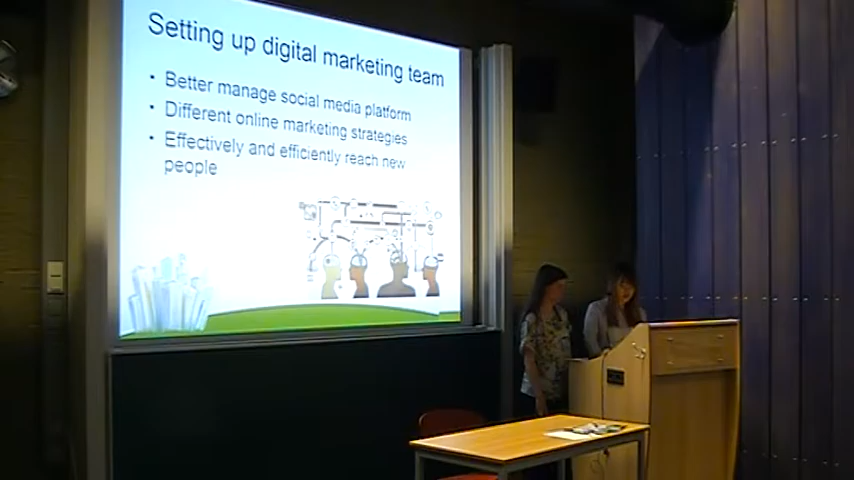 Setting up digital marketing team
• Better manage social media platform
• Different online marketing strategies
• Effectively and efficiently reach new
people